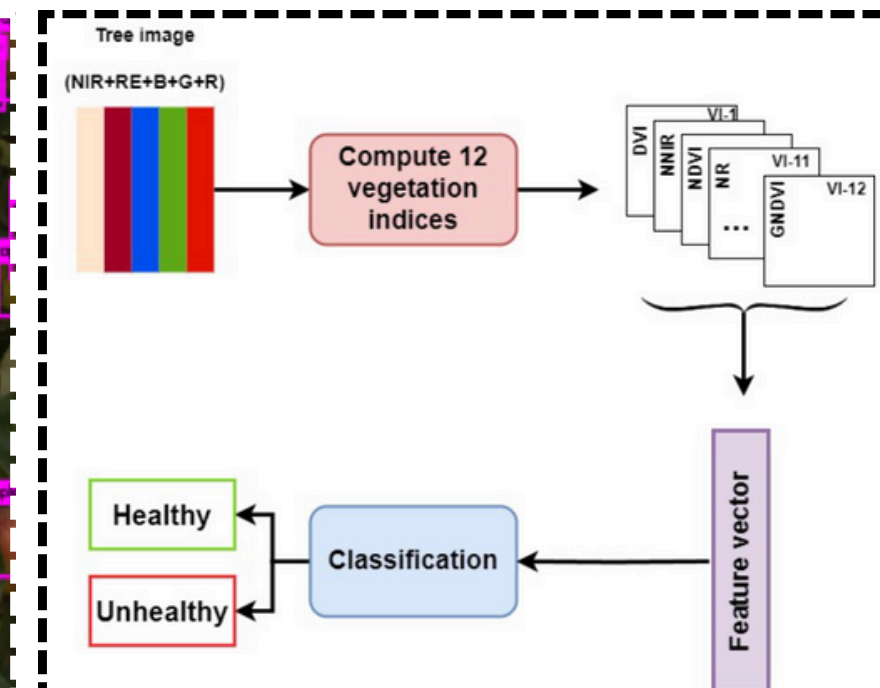 Tree image
(NIR+RE+B+G+R)
Compute 12
vegetation
indices
DVI
VI-1
NNIR
NDVI
NR
VI-11
...
GNDVI
VI-12
Feature vector
Classification
Healthy
Unhealthy